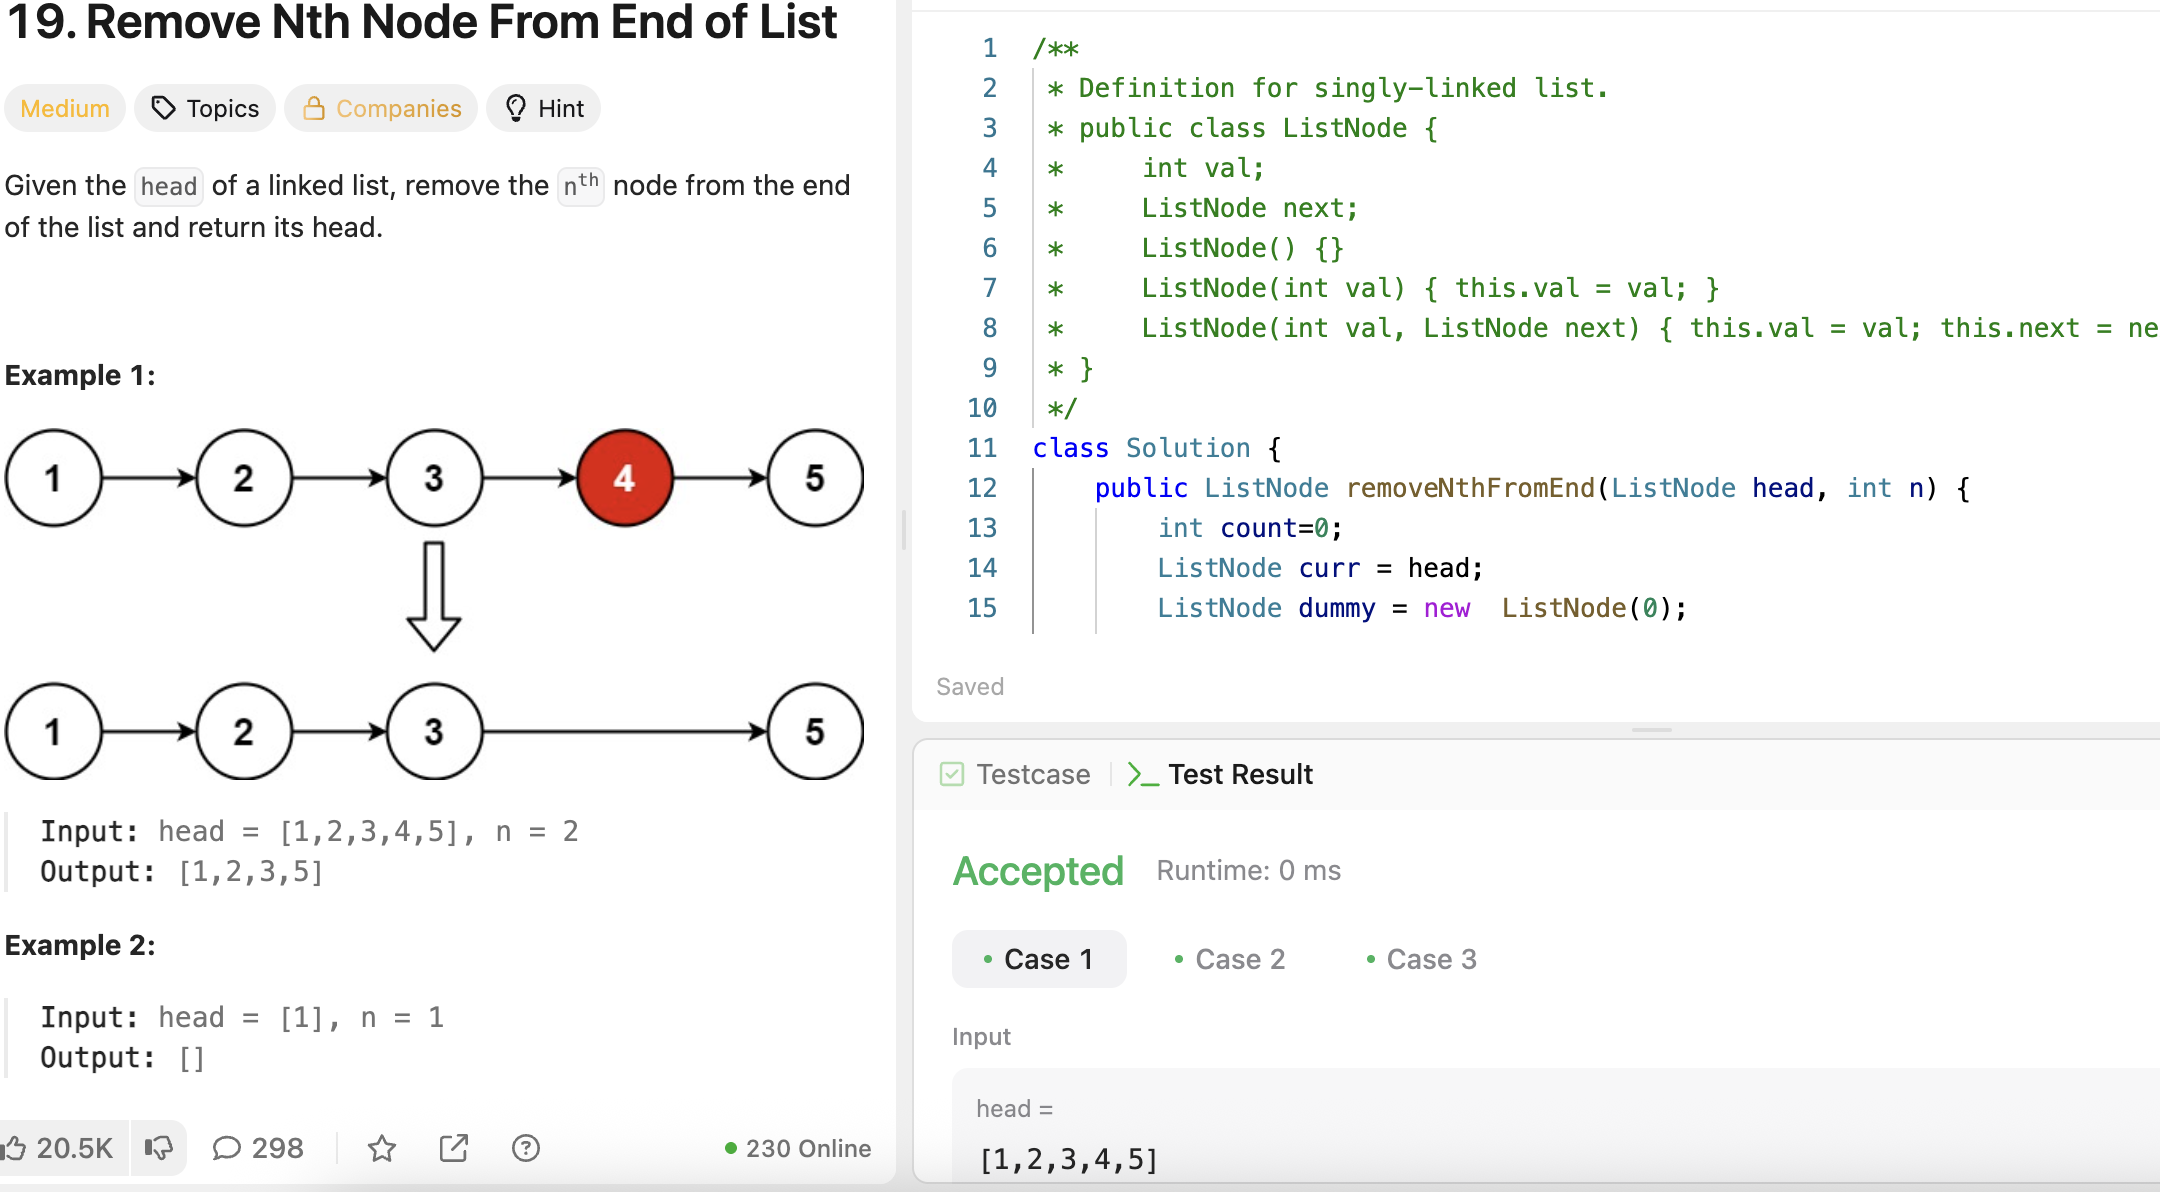 19. Remove Nth Node From End of List
Medium Topics Companies Hint
Given the head of a linked list, remove the nth node from the end
of the list and return its head.
Example 1:
1 2 3 4 5
1 2 3 5
Input: head = [1,2,3,4,5], n = 2
Output: [1,2,3,5]
Example 2:
Input: head = [1], n = 1
Output: []
20.5K 298 230 Online
1 /**
2 * Definition for singly-linked list.
3 * public class ListNode {
4 *     int val;
5 *     ListNode next;
6 *     ListNode() {}
7 *     ListNode(int val) { this.val = val; }
8 *     ListNode(int val, ListNode next) { this.val = val; this.next = ne
9 * }
10 */
11 class Solution {
12     public ListNode removeNthFromEnd(ListNode head, int n) {
13         int count=0;
14         ListNode curr = head;
15         ListNode dummy = new  ListNode(0);
Saved
Testcase >_ Test Result
Accepted Runtime: 0 ms
• Case 1 • Case 2 • Case 3
Input
head =
[1,2,3,4,5]